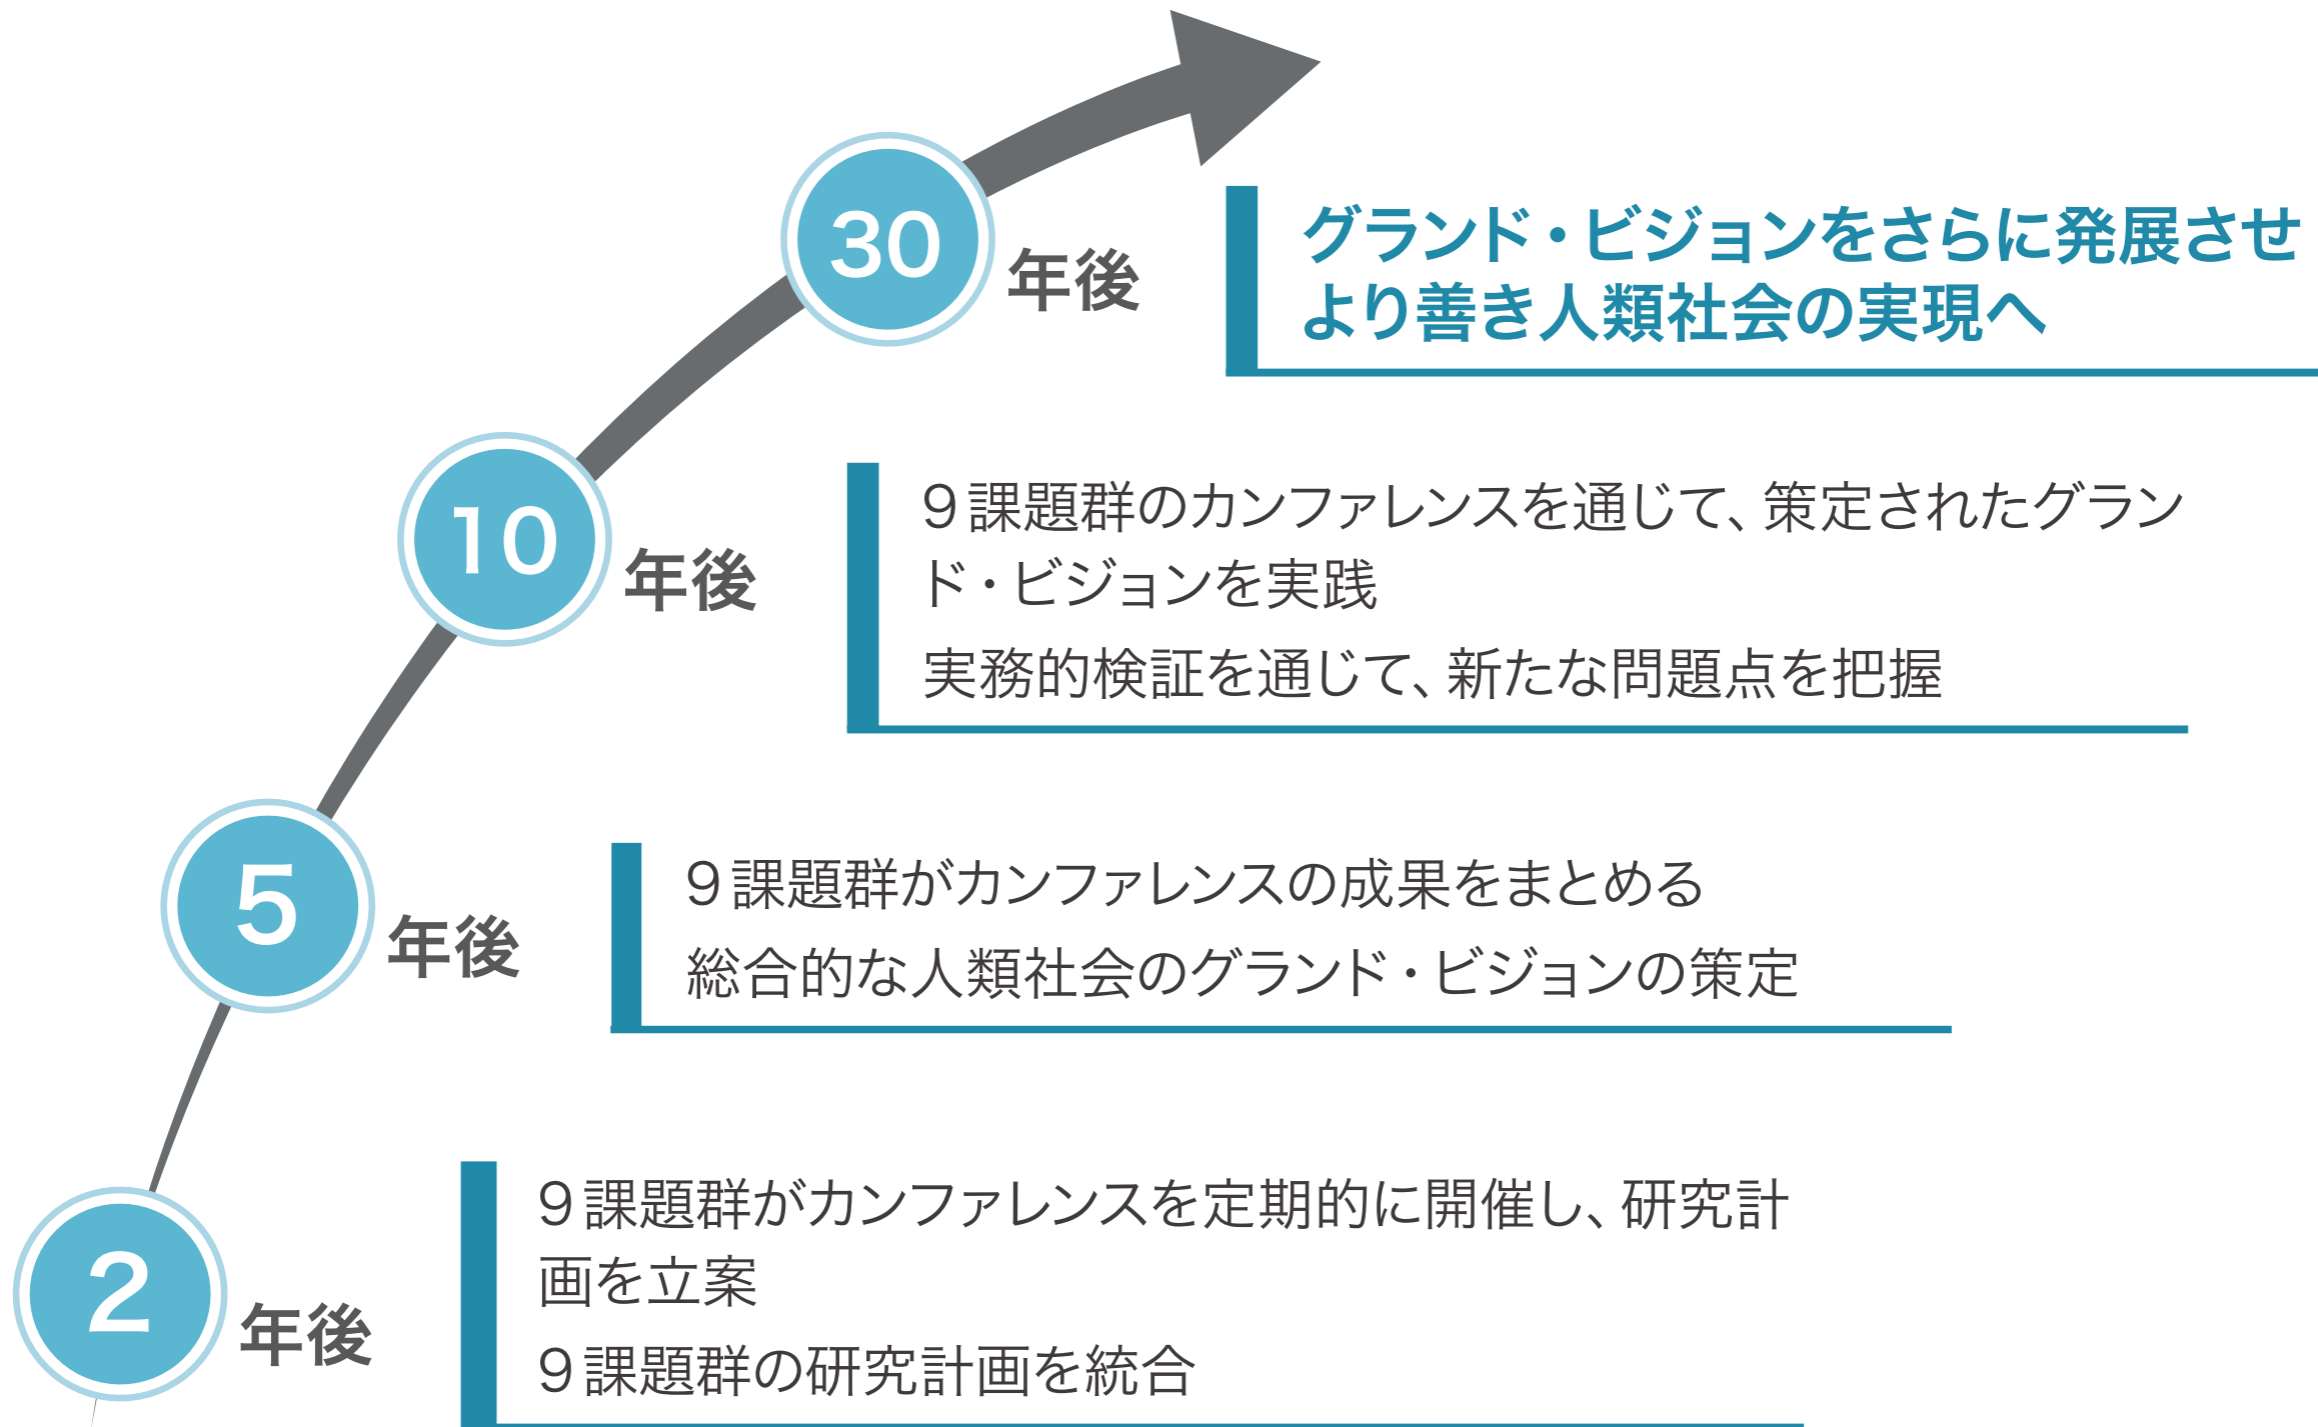 30
年後
グランド・ビジョンをさらに発展させ
より善き人類社会の実現へ
10
年後
9課題群のカンファレンスを通じて、策定されたグラン
ド・ビジョンを実践
実務的検証を通じて、新たな問題点を把握
5
年後
9課題群がカンファレンスの成果をまとめる
総合的な人類社会のグランド・ビジョンの策定
2
年後
9課題群がカンファレンスを定期的に開催し、研究計
画を立案
9課題群の研究計画を統合